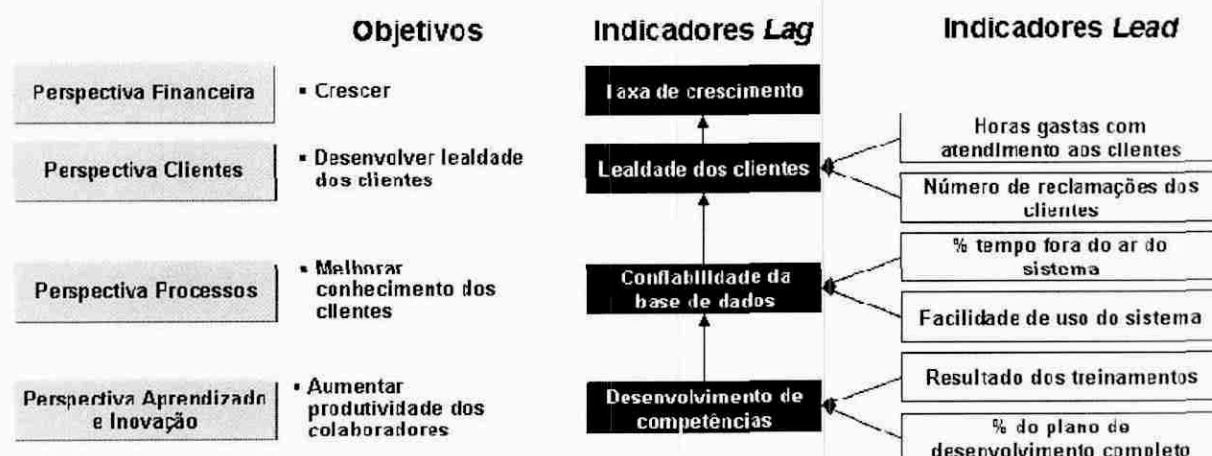 Objetivos
Indicadores Lag
Indicadores Lead
Perspectiva Financeira
▪ Crescer
Taxa de crescimento
Horas gastas com
atendimento aos clientes
Perspectiva Clientes
▪ Desenvolver lealdade
dos clientes
Lealdade dos clientes
Número de reclamações dos
clientes
% tempo fora do ar do
sistema
Perspectiva Processos
▪ Melhorar
conhecimento dos
clientes
Confiabilidade da
base de dados
Facilidade de uso do sistema
Resultado dos treinamentos
Perspectiva Aprendizado
e Inovação
▪ Aumentar
produtividade dos
colaboradores
Desenvolvimento de
competências
% do plano de
desenvolvimento completo